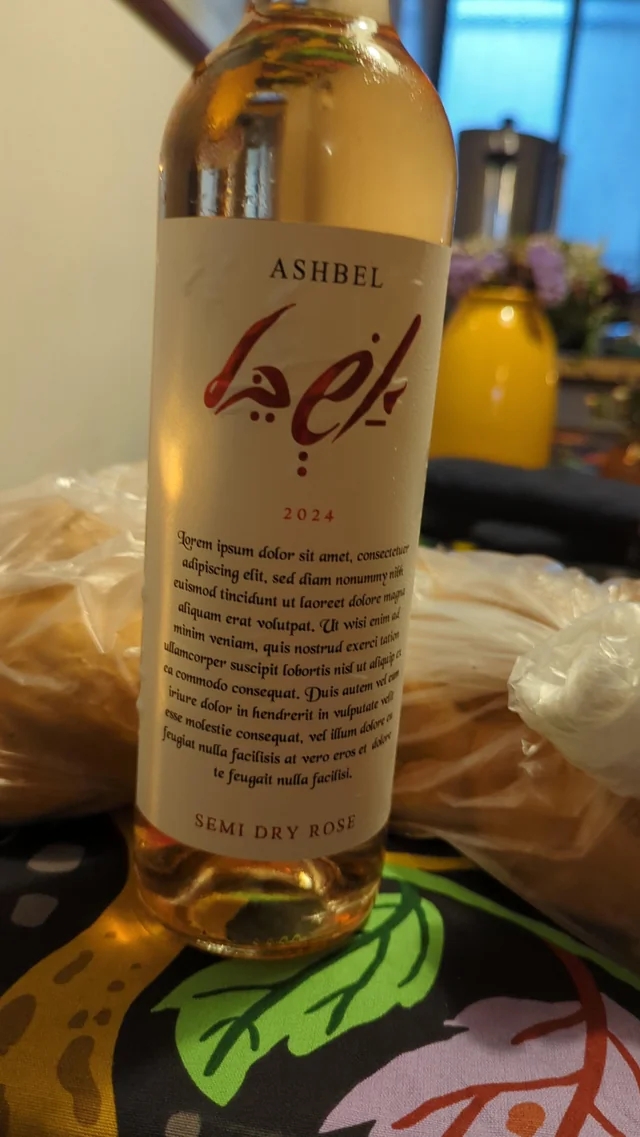 ASHBEL
2024
Lorem ipsum dolor sit amet, consectetuer
adipiscing elit, sed diam nonummy nibh
euismod tincidunt ut laoreet dolore magna
aliquam erat volutpat. Ut wisi enim ad
minim veniam, quis nostrud exerci tation
ullamcorper suscipit lobortis nisl ut aliquip ex
ea commodo consequat. Duis autem vel eum
iriure dolor in hendrerit in vulputate velit
esse molestie consequat, vel illum dolore eu
feugiat nulla facilisis at vero eros et dolore
te feugait nulla facilisi.
SEMI DRY ROSE